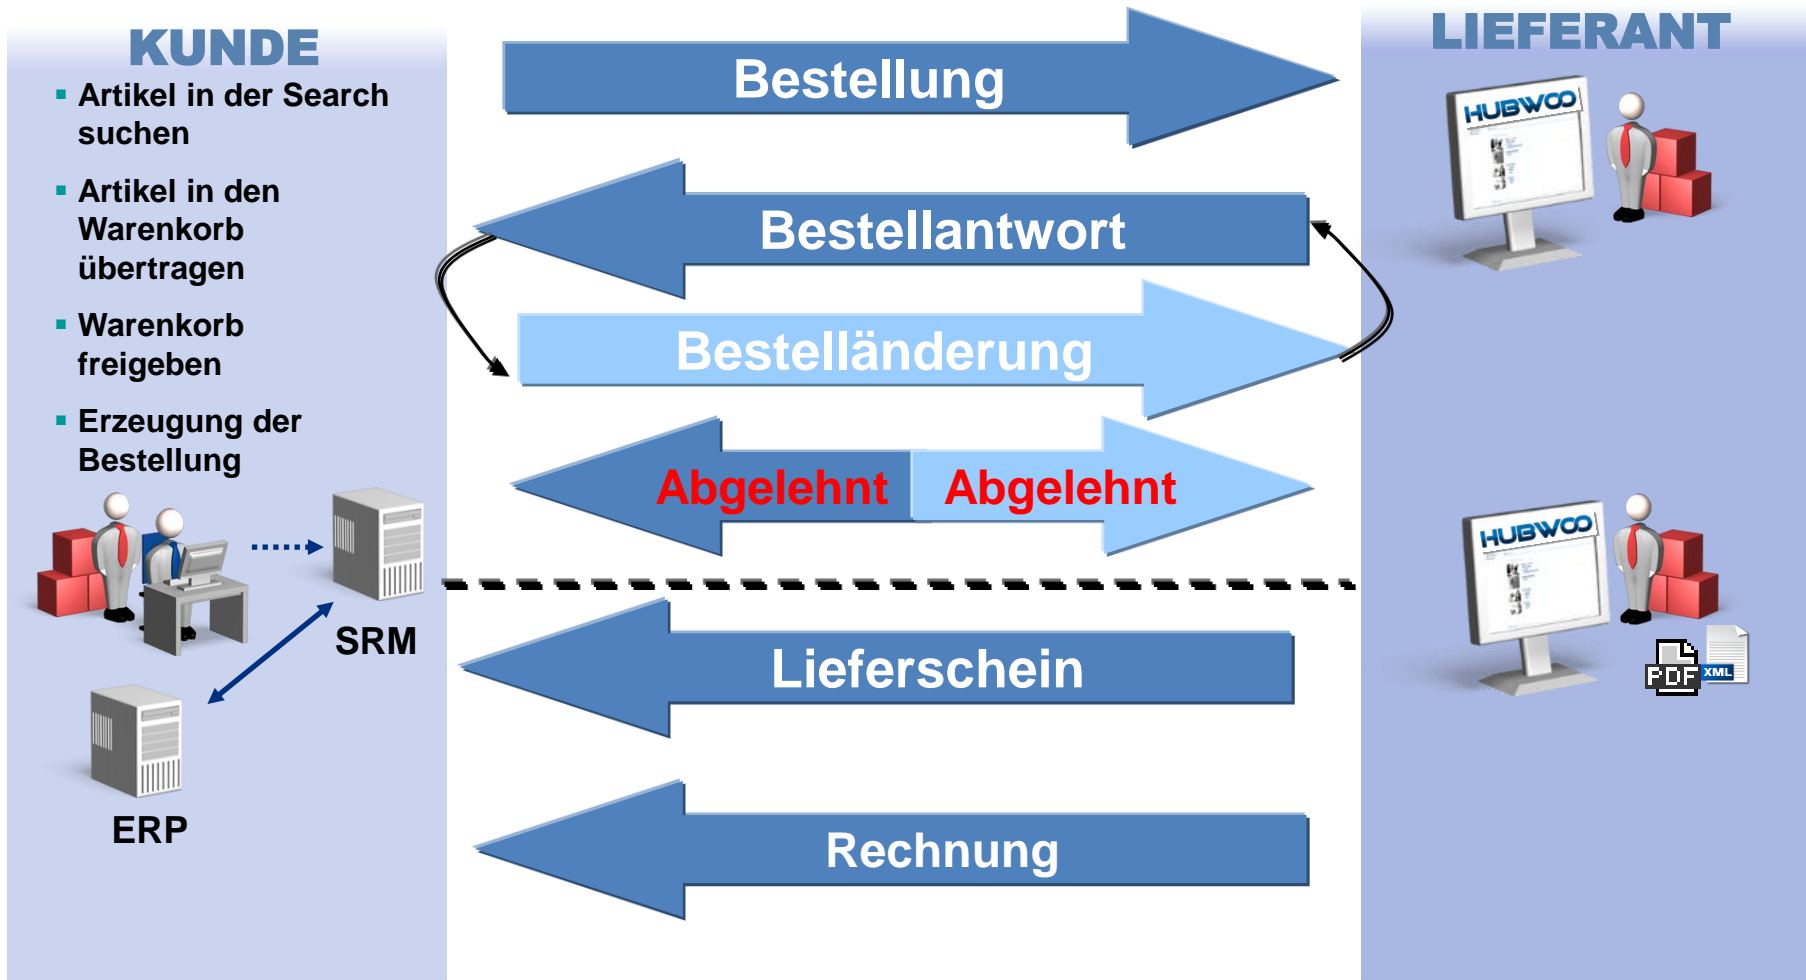 KUNDE
Artikel in der Search
suchen
Artikel in den
Warenkorb
übertragen
Warenkorb
freigeben
Erzeugung der
Bestellung
SRM
ERP
Bestellung
Bestellantwort
Bestelländerung
Abgelehnt Abgelehnt
Lieferschein
Rechnung
LIEFERANT
HUBWOO
HUBWOO
PDF XML